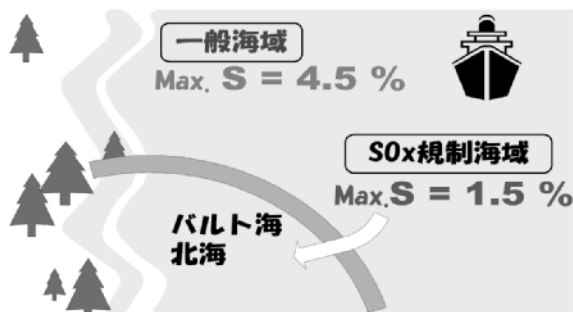 一般海域
Max. S = 4.5 %
SOx規制海域
Max.S = 1.5 %
バルト海
北海